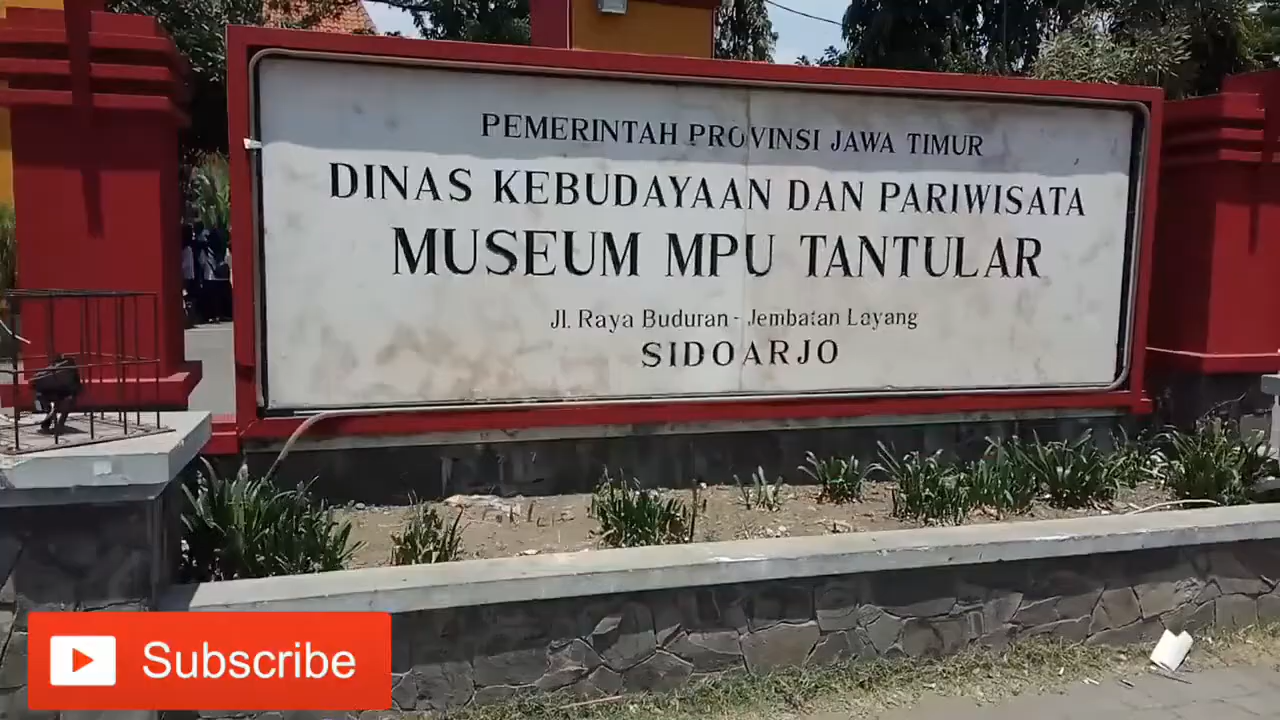 PEMERINTAH PROVINSI JAWA TIMUR
DINAS KEBUDAYAAN DAN PARIWISATA
MUSEUM MPU TANTULAR
Jl. Raya Buduran - Jembatan Layang
SIDOARJO
Subscribe